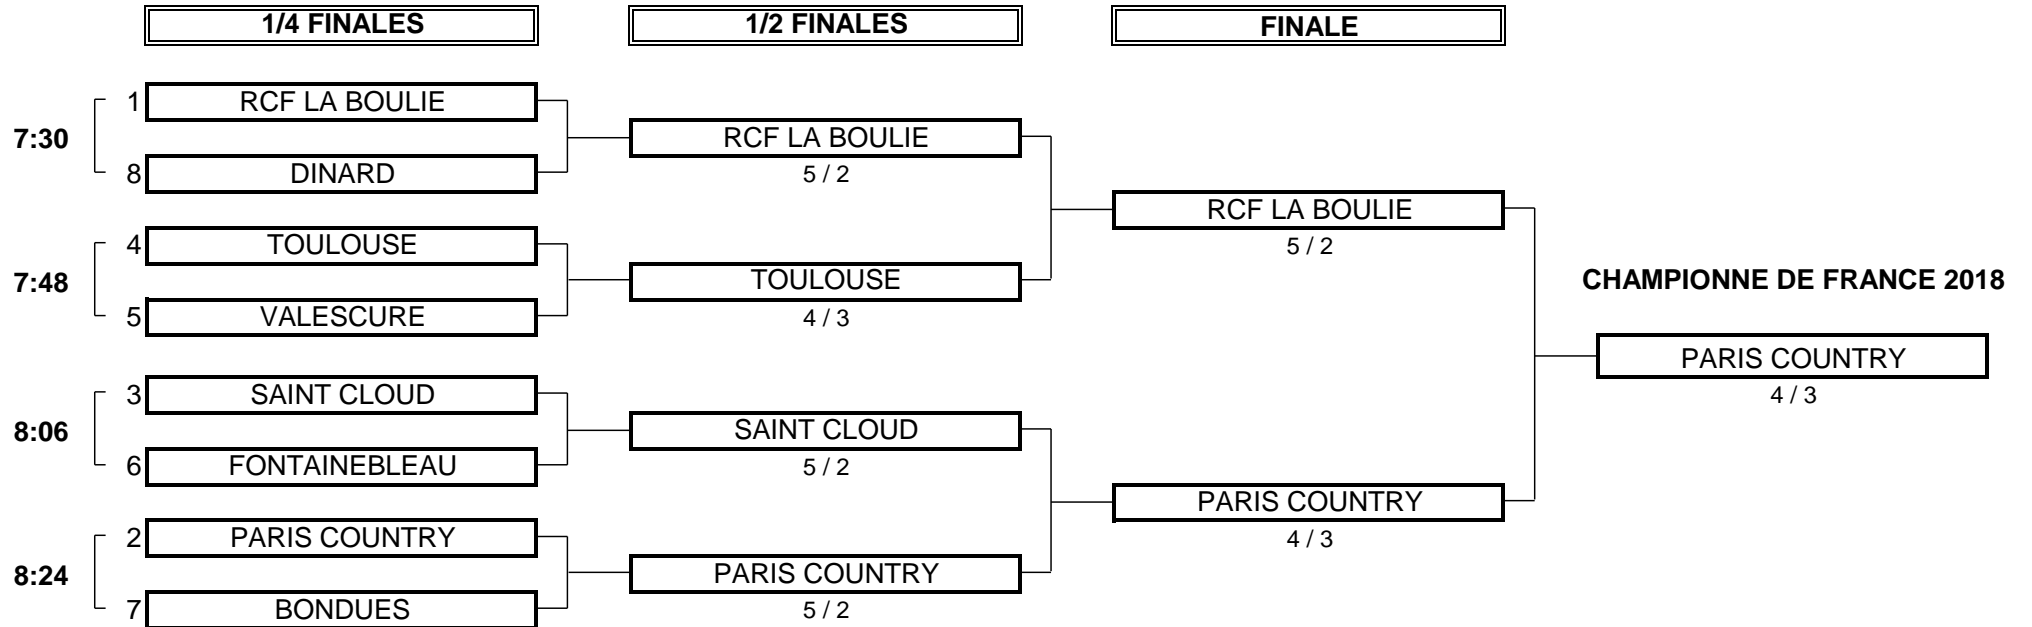 1/4 FINALES
1/2 FINALES
FINALE
7:30
1 RCF LA BOULIE
8 DINARD
RCF LA BOULIE
5 / 2
7:48
4 TOULOUSE
5 VALESCURE
TOULOUSE
4 / 3
RCF LA BOULIE
5 / 2
8:06
3 SAINT CLOUD
6 FONTAINEBLEAU
SAINT CLOUD
5 / 2
8:24
2 PARIS COUNTRY
7 BONDUES
PARIS COUNTRY
5 / 2
PARIS COUNTRY
4 / 3
CHAMPIONNE DE FRANCE 2018
PARIS COUNTRY
4 / 3